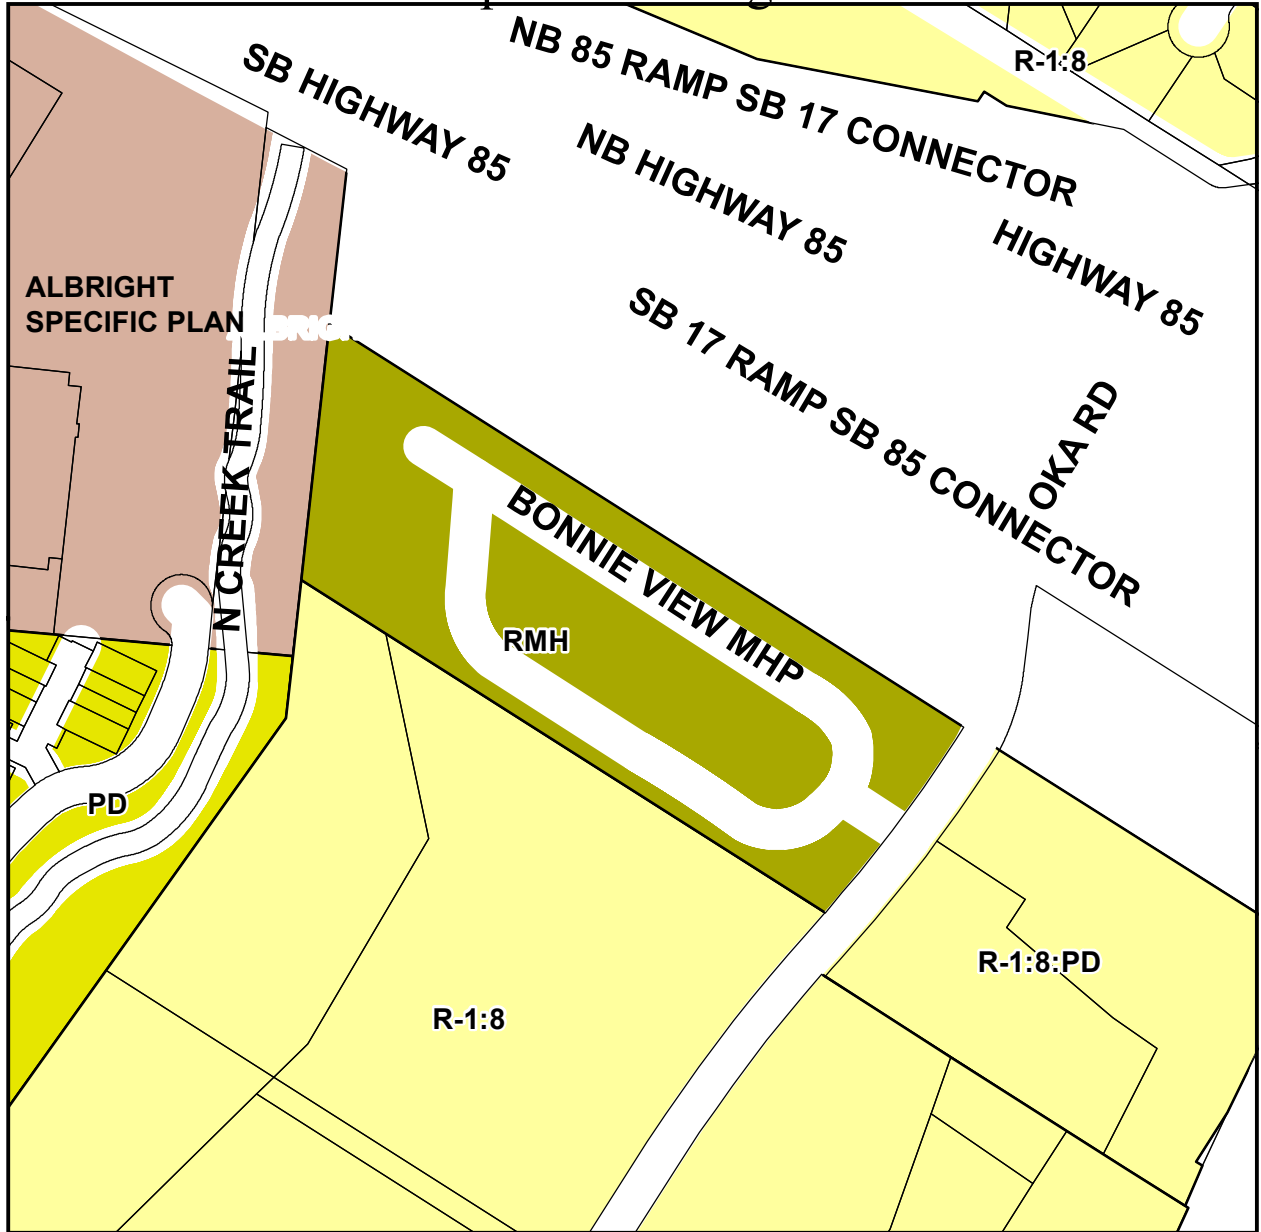 NB 85 RAMP SB 17 CONNECTOR
R-1:8
SB HIGHWAY 85
NB HIGHWAY 85
HIGHWAY 85
ALBRIGHT
SPECIFIC PLAN
SB 17 RAMP SB 85 CONNECTOR
OKA RD
N CREEK TRAIL
BONNIE VIEW MHP
RMH
PD
R-1:8:PD
R-1:8